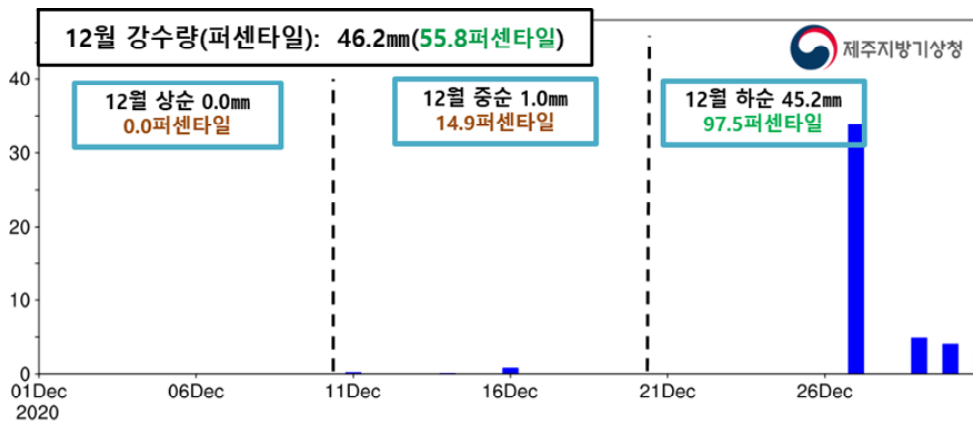 12월 강수량(퍼센타일): 46.2㎜(55.8퍼센타일)
제주지방기상청
12월 상순 0.0㎜
0.0퍼센타일
12월 중순 1.0㎜
14.9퍼센타일
12월 하순 45.2㎜
97.5퍼센타일
40
30
20
10
0
01Dec 06Dec 11Dec 16Dec 21Dec 26Dec
2020